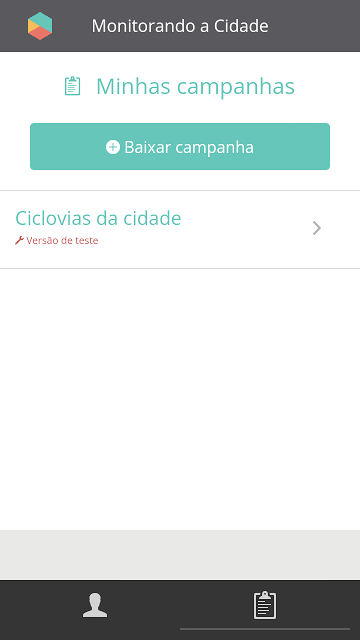 Monitorando a Cidade
Minhas campanhas
Baixar campanha
Ciclovias da cidade
Versão de teste